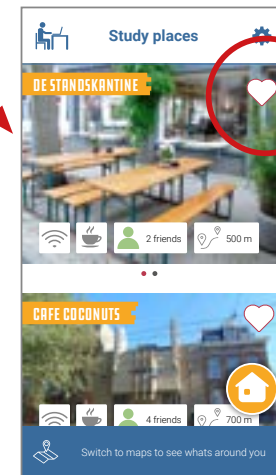 Study places
DE STANDSKANTINE
2 friends
500 m
CAFE COCONUTS
4 friends
700 m
Switch to maps to see whats around you